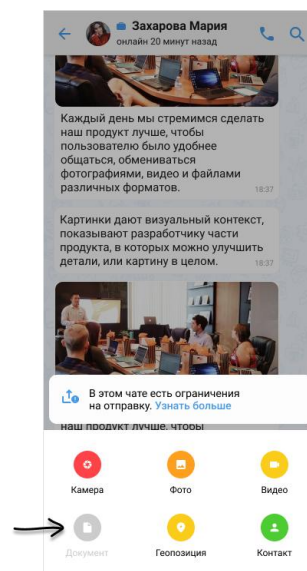 Захарова Мария
онлайн 20 минут назад
Каждый день мы стремимся сделать
наш продукт лучше, чтобы
пользователю было удобнее
общаться, обмениваться
фотографиями, видео и файлами
различных форматов. 18:37
Картинки дают визуальный контекст,
показывают разработчику части
продукта, в которых можно улучшить
детали, или картину в целом. 18:37
В этом чате есть ограничения
на отправку. Узнать больше
наш продукт лучше, чтобы
Камера Фото Видео
Документ Геопозиция Контакт